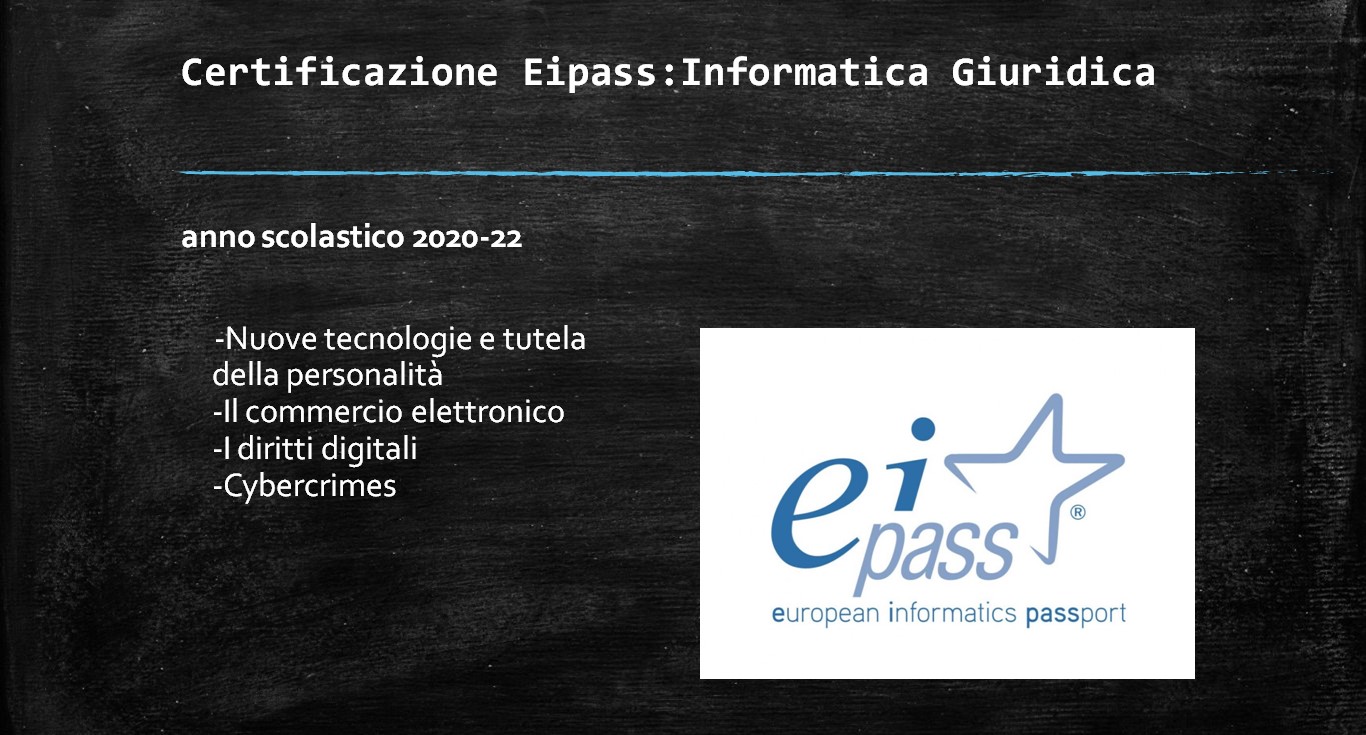 Certificazione Eipass:Informatica Giuridica
anno scolastico 2020-22
-Nuove tecnologie e tutela
della personalità
-Il commercio elettronico
-I diritti digitali
-Cybercrimes
ei
pass
®
european informatics passport